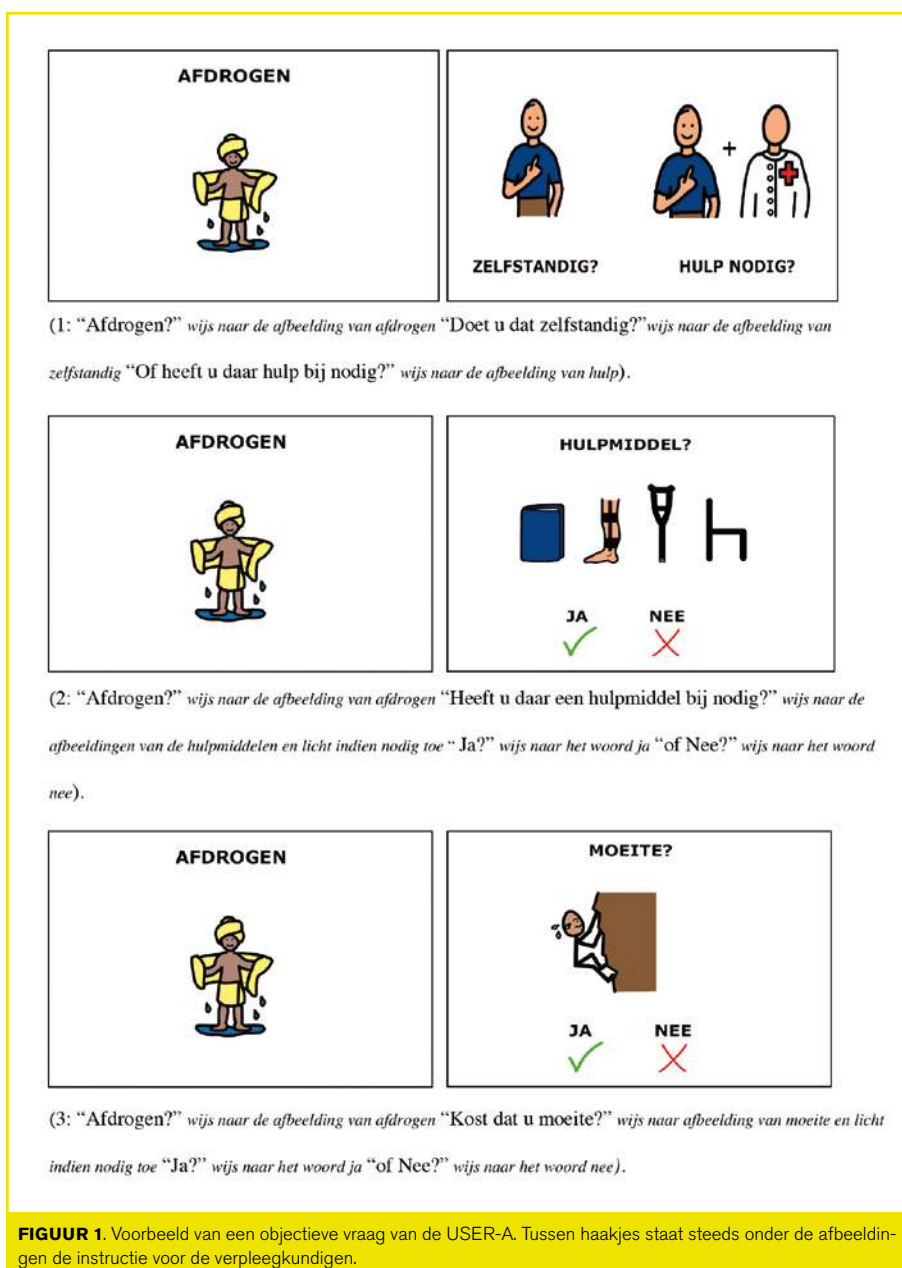 AFDROGEN
ZELFSTANDIG? HULP NODIG?
(1: “Afdrogen?” wijs naar de afbeelding van afdrogen “Doet u dat zelfstandig?”wijs naar de afbeelding van
zelfstandig “Of heeft u daar hulp bij nodig?” wijs naar de afbeelding van hulp).
AFDROGEN
HULPMIDDEL?
JA NEE
(2: “Afdrogen?” wijs naar de afbeelding van afdrogen “Heeft u daar een hulpmiddel bij nodig?” wijs naar de
afbeeldingen van de hulpmiddelen en licht indien nodig toe “ Ja?” wijs naar het woord ja “of Nee?” wijs naar het woord
nee).
AFDROGEN
MOEITE?
JA NEE
(3: “Afdrogen?” wijs naar de afbeelding van afdrogen “Kost dat u moeite?” wijs naar afbeelding van moeite en licht
indien nodig toe “Ja?” wijs naar het woord ja “of Nee?” wijs naar het woord nee).
FIGUUR 1. Voorbeeld van een objectieve vraag van de USER-A. Tussen haakjes staat steeds onder de afbeeldin-
gen de instructie voor de verpleegkundigen.